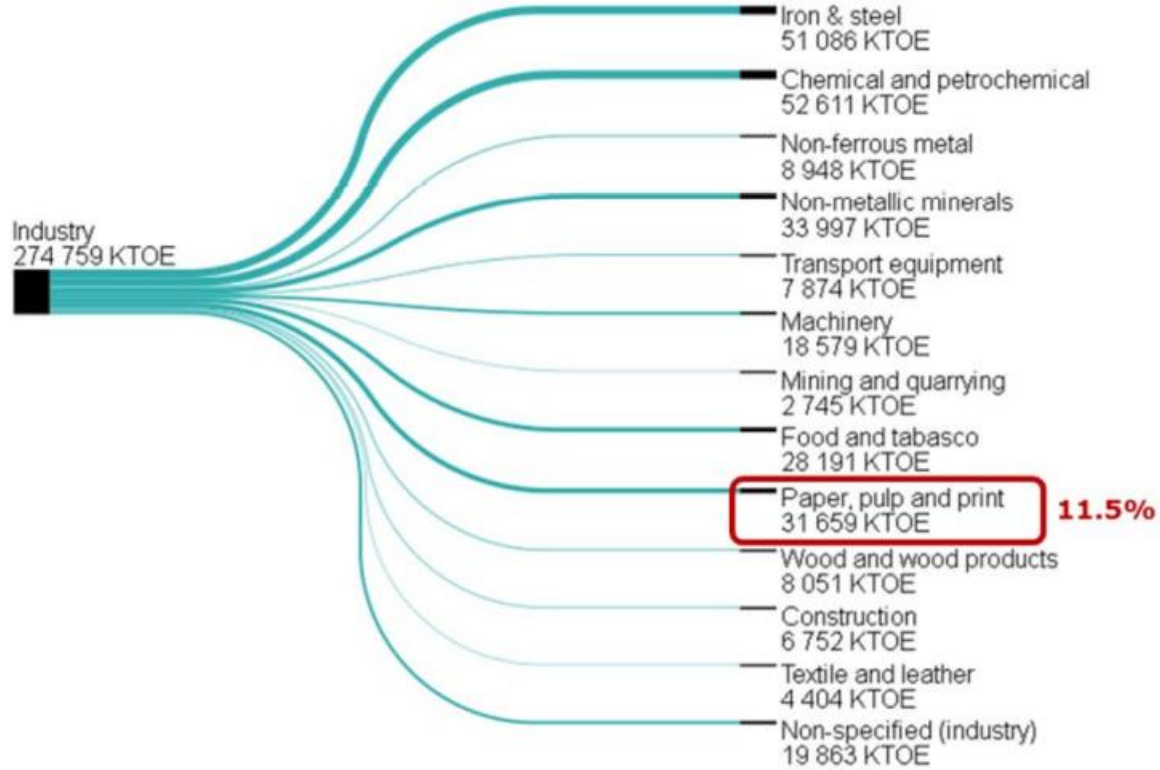 Industry
274 759 KTOE
Iron & steel
51 086 KTOE
Chemical and petrochemical
52 611 KTOE
Non-ferrous metal
8 948 KTOE
Non-metallic minerals
33 997 KTOE
Transport equipment
7 874 KTOE
Machinery
18 579 KTOE
Mining and quarrying
2 745 KTOE
Food and tabasco
28 191 KTOE
Paper, pulp and print
31 659 KTOE
11.5%
Wood and wood products
8 051 KTOE
Construction
6 752 KTOE
Textile and leather
4 404 KTOE
Non-specified (industry)
19 863 KTOE